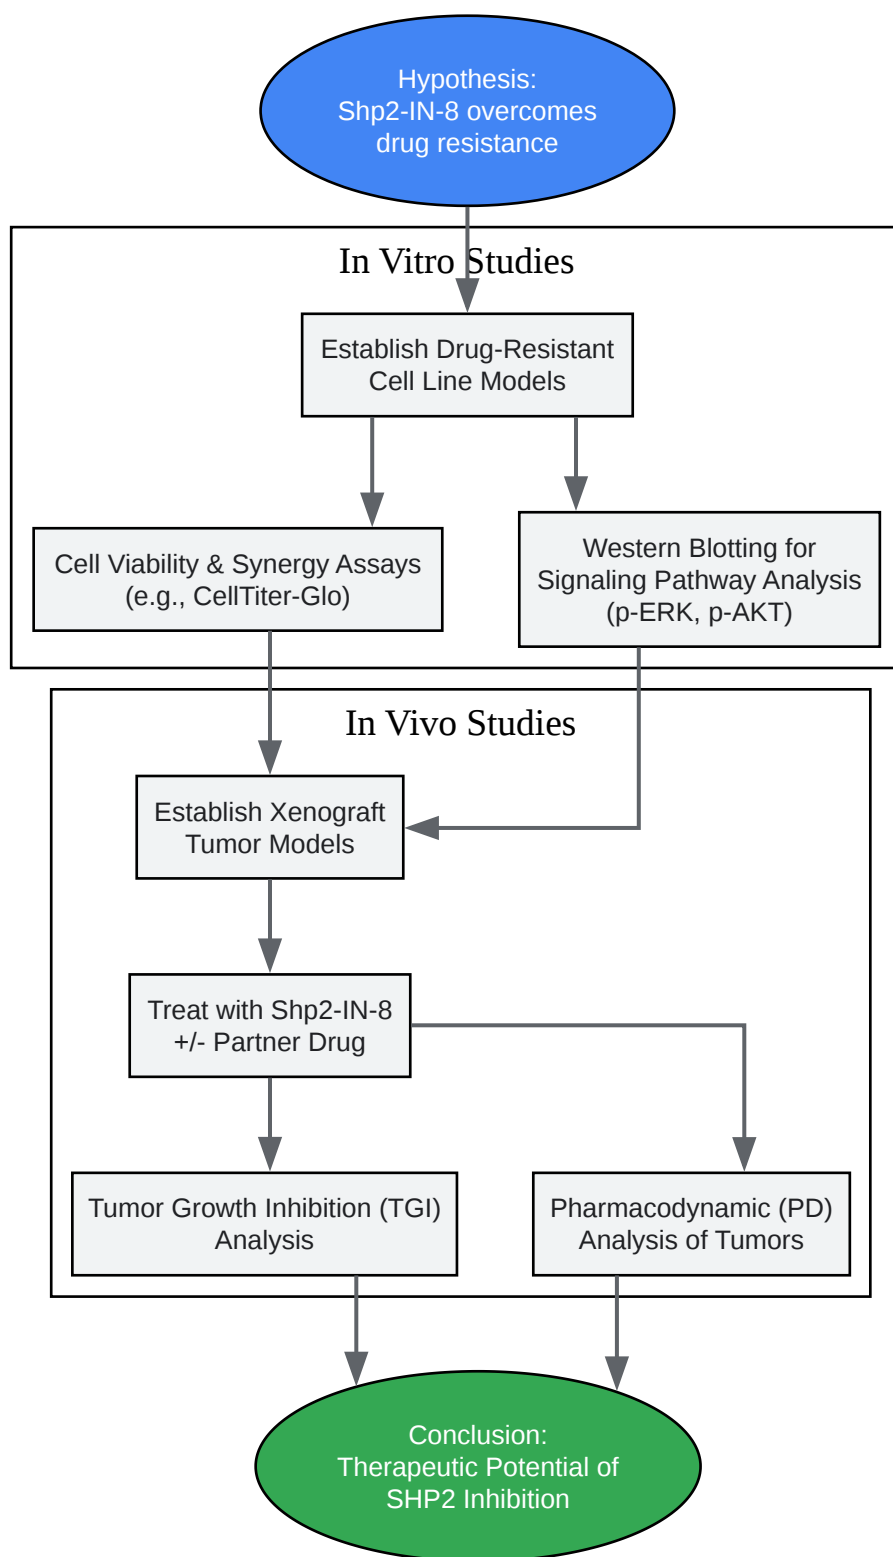 Hypothesis:
Shp2-IN-8 overcomes
drug resistance
In Vitro Studies
Establish Drug-Resistant
Cell Line Models
Cell Viability & Synergy Assays
(e.g., CellTiter-Glo)
Western Blotting for
Signaling Pathway Analysis
(p-ERK, p-AKT)
In Vivo Studies
Establish Xenograft
Tumor Models
Treat with Shp2-IN-8
+/- Partner Drug
Tumor Growth Inhibition (TGI)
Analysis
Pharmacodynamic (PD)
Analysis of Tumors
Conclusion:
Therapeutic Potential of
SHP2 Inhibition